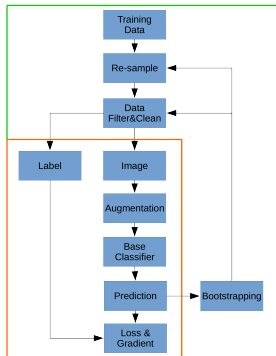 Training
Data
Re-sample
Data
Filter&Clean
Label
Image
Augmentation
Base
Classifier
Prediction
Bootstrapping
Loss &
Gradient